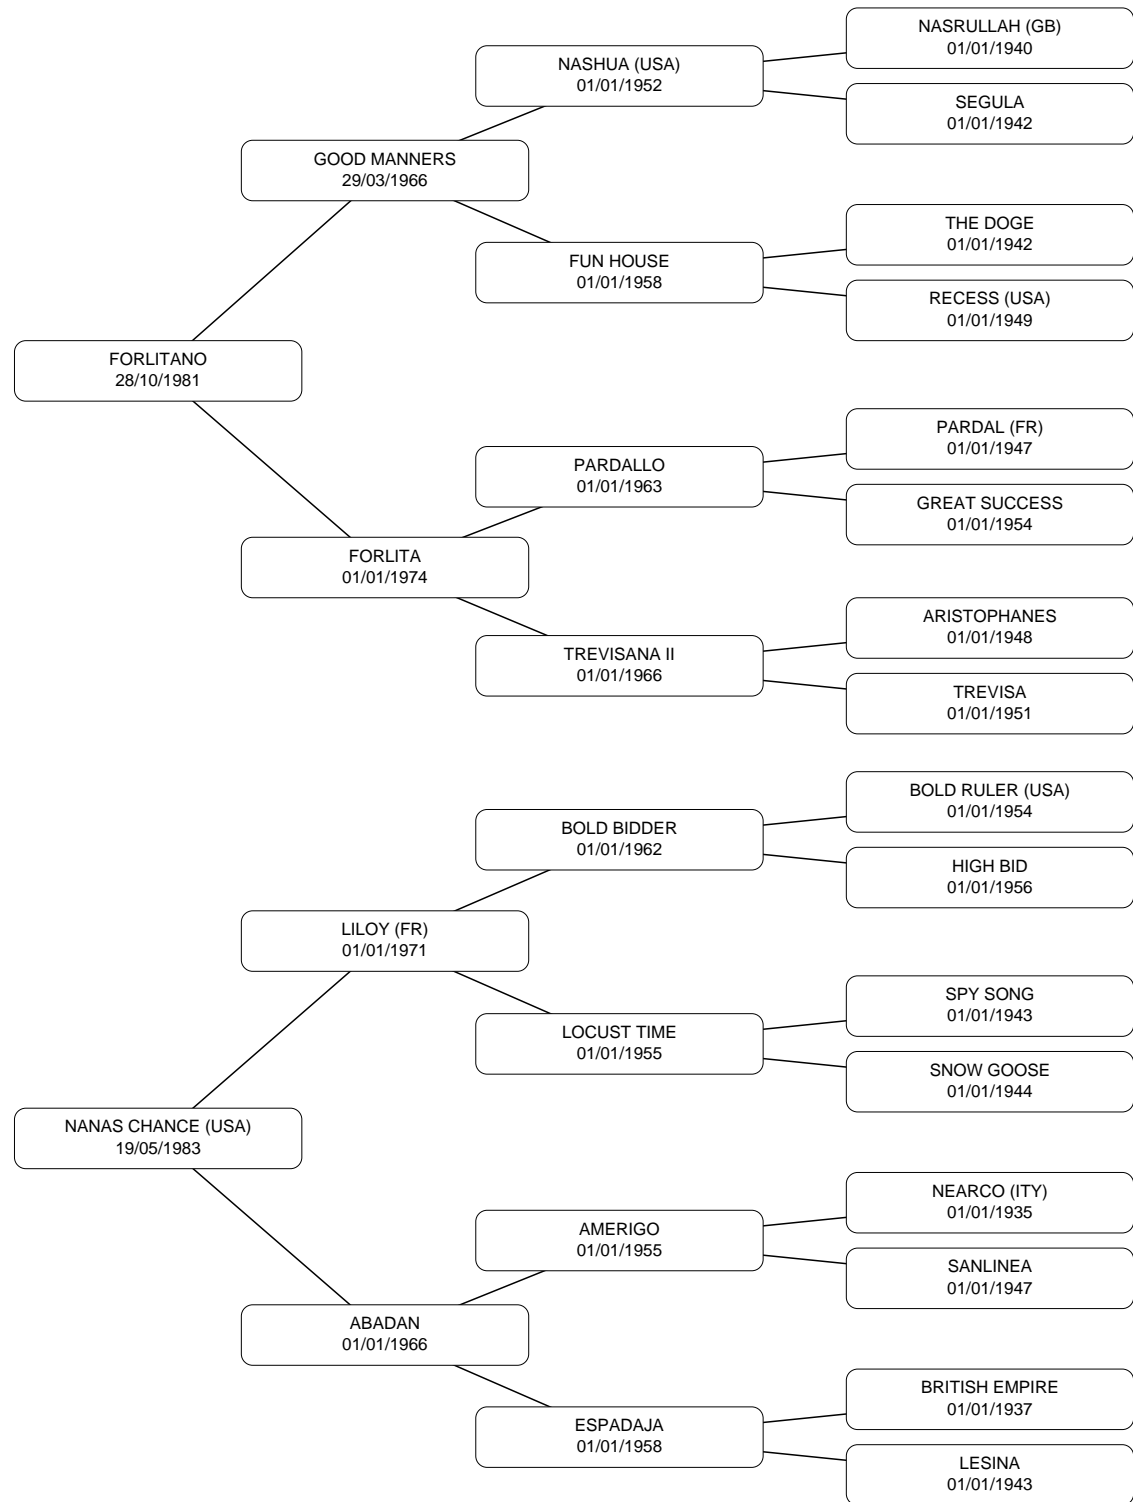 NASRULLAH (GB)
01/01/1940
NASHUA (USA)
01/01/1952
SEGULA
01/01/1942
GOOD MANNERS
29/03/1966
THE DOGE
01/01/1942
FUN HOUSE
01/01/1958
RECESS (USA)
01/01/1949
FORLITANO
28/10/1981
PARDAL (FR)
01/01/1947
PARDALLO
01/01/1963
GREAT SUCCESS
01/01/1954
FORLITA
01/01/1974
ARISTOPHANES
01/01/1948
TREVISANA II
01/01/1966
TREVISA
01/01/1951
BOLD RULER (USA)
01/01/1954
BOLD BIDDER
01/01/1962
HIGH BID
01/01/1956
LILOY (FR)
01/01/1971
SPY SONG
01/01/1943
LOCUST TIME
01/01/1955
SNOW GOOSE
01/01/1944
NANAS CHANCE (USA)
19/05/1983
NEARCO (ITY)
01/01/1935
AMERIGO
01/01/1955
SANLINEA
01/01/1947
ABADAN
01/01/1966
BRITISH EMPIRE
01/01/1937
ESPADAJA
01/01/1958
LESINA
01/01/1943